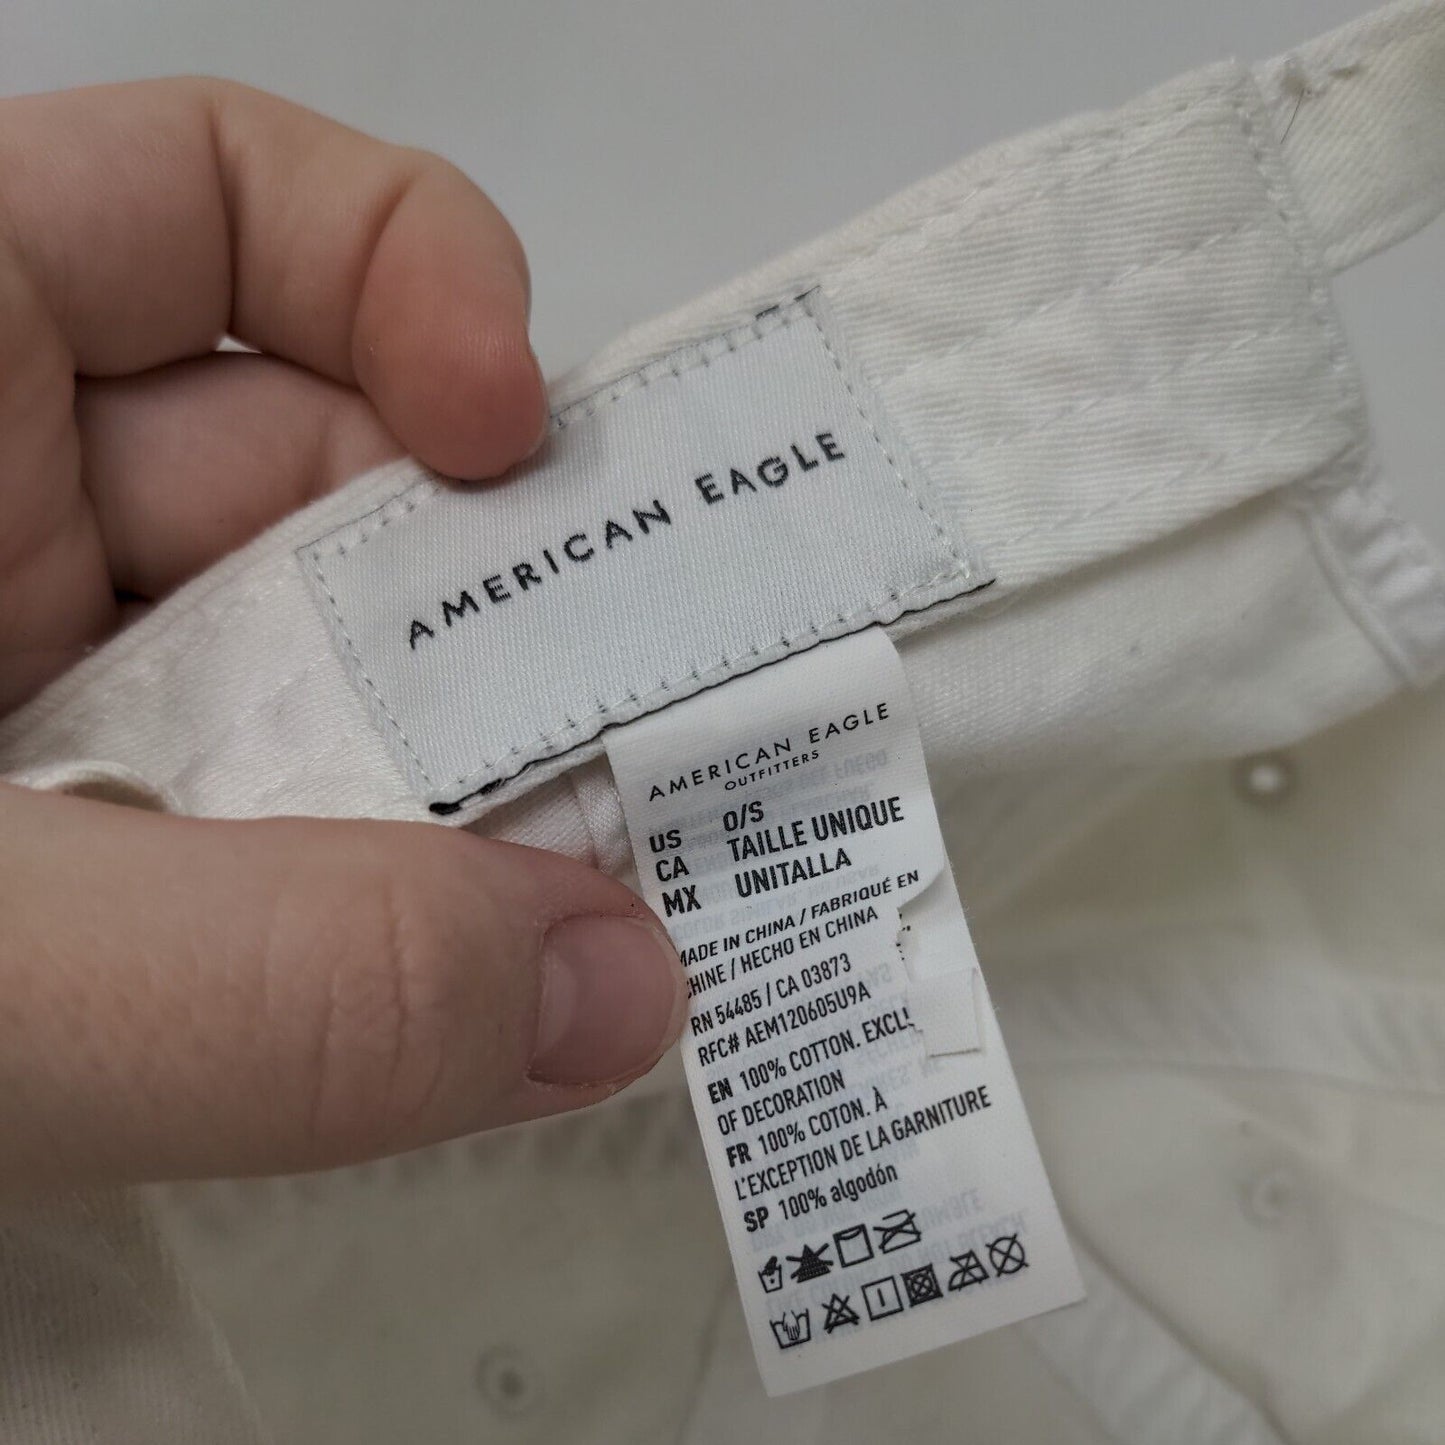 AMERICAN EAGLE
AMERICAN EAGLE
OUTFITTERS
US O/S
CA TAILLE UNIQUE
MX UNITALLA
MADE IN CHINA / FABRIQUÉ EN
CHINE / HECHO EN CHINA
RN 54485 / CA 03873
RFC# AEM120605U9A
EN 100% COTTON.
OF DECORATION
FR 100% COTON. À
L'EXCEPTION DE LA GARNITURE
SP 100% algodón